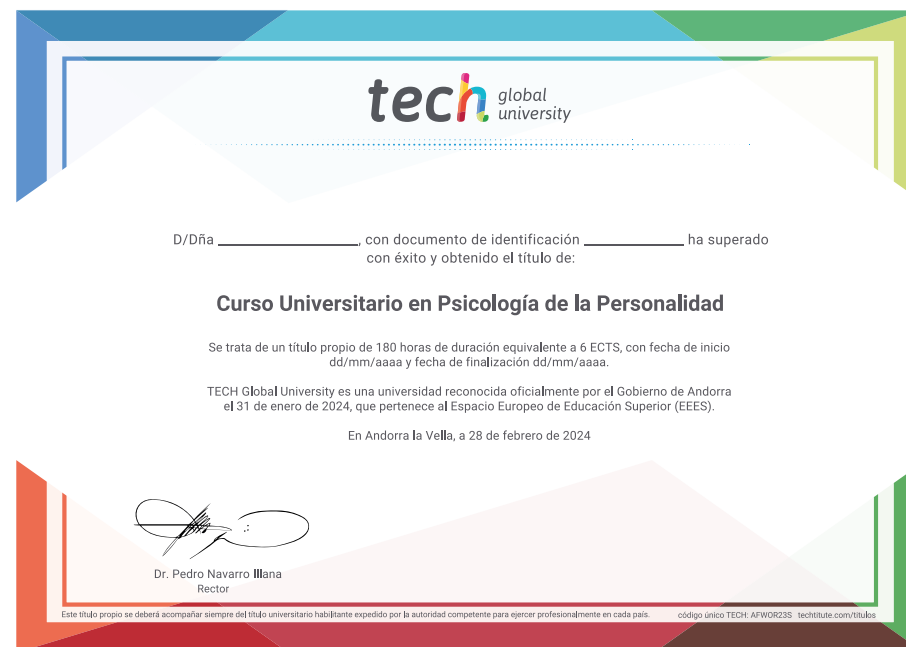 tech global university
D/Dña ____________________, con documento de identificación ______________ ha superado
con éxito y obtenido el título de:
Curso Universitario en Psicología de la Personalidad
Se trata de un título propio de 180 horas de duración equivalente a 6 ECTS, con fecha de inicio
dd/mm/aaaa y fecha de finalización dd/mm/aaaa.
TECH Global University es una universidad reconocida oficialmente por el Gobierno de Andorra
el 31 de enero de 2024, que pertenece al Espacio Europeo de Educación Superior (EEES).
En Andorra la Vella, a 28 de febrero de 2024
Dr. Pedro Navarro Illana
Rector
Este título propio se deberá acompañar siempre del título universitario habilitante expedido por la autoridad competente para ejercer profesionalmente en cada país. código único TECH: AFWOR23S techtitute.com/titulos